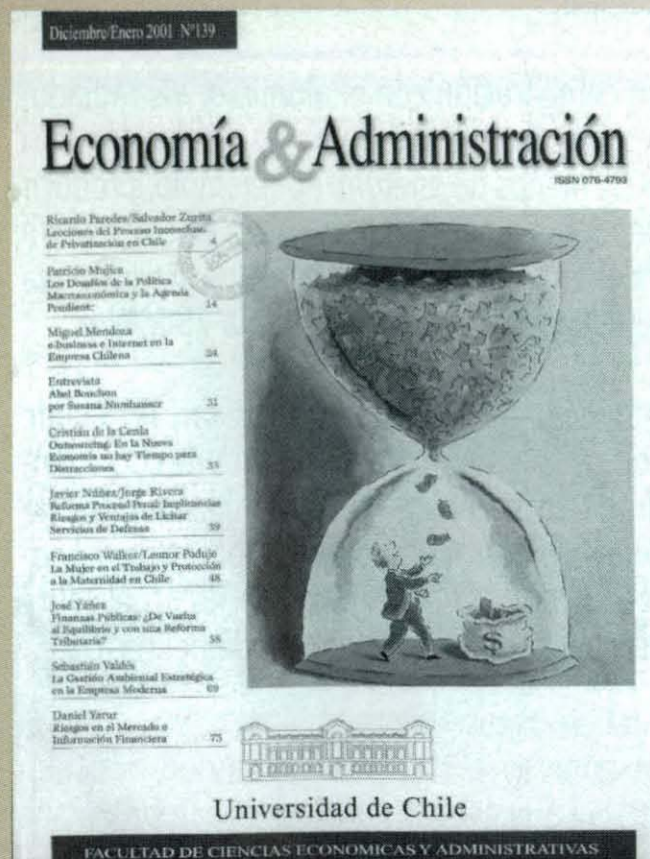 Diciembre/Enero 2001 N°139
Economía & Administración
ISSN 076-4793
Ricardo Paredes/Salvador Zurita
Lecciones del Proceso Inconcluso
de Privatización en Chile 4
Patricio Mujica
Los Desafíos de la Política
Macroeconómica y la Agenda
Pendiente 14
Miguel Mendoza
e-business e Internet en la
Empresa Chilena 24
Entrevista
Abel Bouchon
por Susana Numhauser 31
Cristián de la Cerda
Outsourcing: En la Nueva
Economía no hay Tiempo para
Distracciones 35
Javier Núñez/Jorge Rivera
Reforma Procesal Penal: Implicancias
Riesgos y Ventajas de Licitar
Servicios de Defensa 39
Francisco Walker/Leonor Paduje
La Mujer en el Trabajo y Protección
a la Maternidad en Chile 48
José Yáñez
Finanzas Públicas: ¿De Vuelta
al Equilibrio y con una Reforma
Tributaria? 58
Sebastián Valdés
La Gestión Ambiental Estratégica
en la Empresa Moderna 69
Daniel Yarur
Riesgos en el Mercado e
Información Financiera 75
$
Universidad de Chile
FACULTAD DE CIENCIAS ECONOMICAS Y ADMINISTRATIVAS